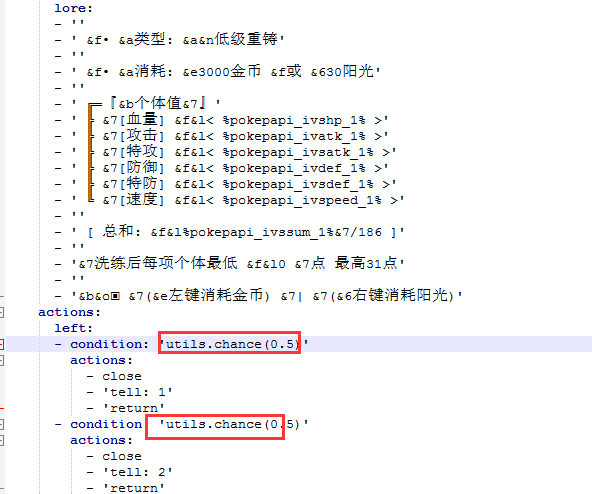 lore:
- ''
- ' &f• &a类型: &a&n低级重铸'
- ''
- ' &f• &a消耗: &e3000金币 &f或 &630阳光'
- ''
- ' ╔═『&b个体值&7』'
- ' ╠ &7[血量] &f&l< %pokepapi_ivshp_1% >'
- ' ╠ &7[攻击] &f&l< %pokepapi_ivatk_1% >'
- ' ╠ &7[特攻] &f&l< %pokepapi_ivsatk_1% >'
- ' ╠ &7[防御] &f&l< %pokepapi_ivdef_1% >'
- ' ╠ &7[特防] &f&l< %pokepapi_ivsdef_1% >'
- ' ╚ &7[速度] &f&l< %pokepapi_ivspeed_1% >'
- ''
- ' [ 总和: &f&l%pokepapi_ivssum_1%&7/186 ]'
- ''
- '&7洗练后每项个体最低 &f&l0 &7点 最高31点'
- ''
- '&b&o▣ &7(&e左键消耗金币) &7| &7(&6右键消耗阳光)'
actions:
left:
- condition: 'utils.chance(0.5)'
actions:
- close
- 'tell: 1'
- 'return'
- condition: 'utils.chance(0.5)'
actions:
- close
- 'tell: 2'
- 'return'